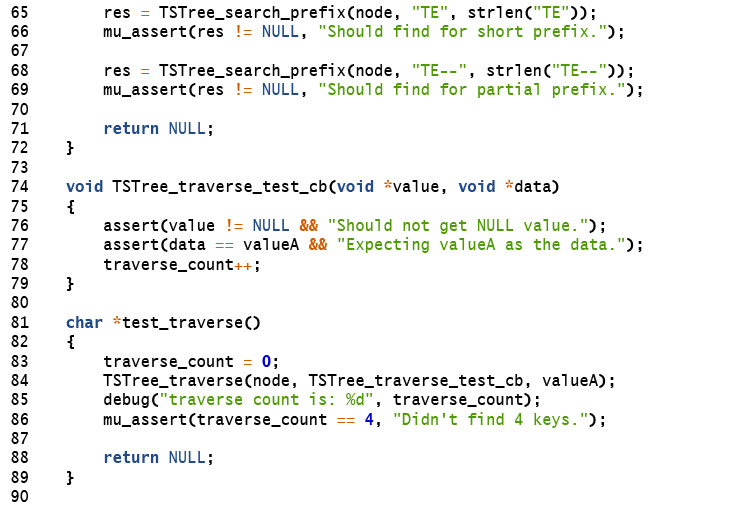 65 res = TSTree_search_prefix(node, "TE", strlen("TE"));
66 mu_assert(res != NULL, "Should find for short prefix.");
67
68 res = TSTree_search_prefix(node, "TE--", strlen("TE--"));
69 mu_assert(res != NULL, "Should find for partial prefix.");
70
71 return NULL;
72 }
73
74 void TSTree_traverse_test_cb(void *value, void *data)
75 {
76 assert(value != NULL && "Should not get NULL value.");
77 assert(data == valueA && "Expecting valueA as the data.");
78 traverse_count++;
79 }
80
81 char *test_traverse()
82 {
83 traverse_count = 0;
84 TSTree_traverse(node, TSTree_traverse_test_cb, valueA);
85 debug("traverse count is: %d", traverse_count);
86 mu_assert(traverse_count == 4, "Didn't find 4 keys.");
87
88 return NULL;
89 }
90